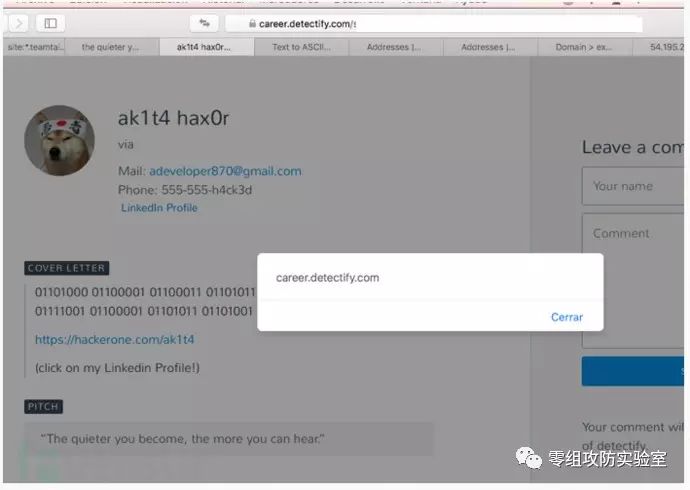 career.detectify.com/s
site:*.teamtai... the quieter y... ak1t4 hax0r... Text to ASCII... Addresses |... Addresses |... Domain > ex... 54.195.2
ak1t4 hax0r
via
Mail: adeveloper870@gmail.com
Phone: 555-555-h4ck3d
LinkedIn Profile
COVER LETTER
01101000 01100001 01100011 01101011
01111001 01100001 01101011 01101001
https://hackerone.com/ak1t4
(click on my Linkedin Profile!)
PITCH
“The quieter you become, the more you can hear.”
career.detectify.com
Cerrar
Leave a com
Your name
Comment
Your comment will
of detectify.
零组攻防实验室